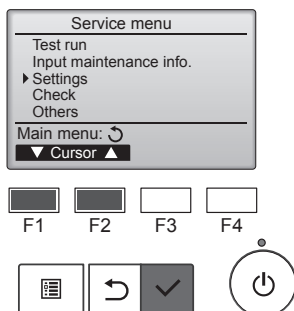 Service menu
Test run
Input maintenance info.
Settings
Check
Others
Main menu:
Cursor
F1 F2 F3 F4